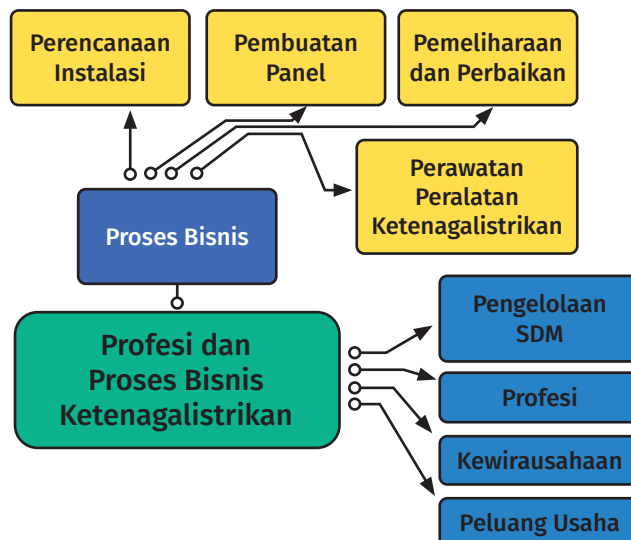 Perencanaan
Instalasi
Pembuatan
Panel
Pemeliharaan
dan Perbaikan
Perawatan
Peralatan
Ketenagalistrikan
Proses Bisnis
Profesi dan
Proses Bisnis
Ketenagalistrikan
Pengelolaan
SDM
Profesi
Kewirausahaan
Peluang Usaha